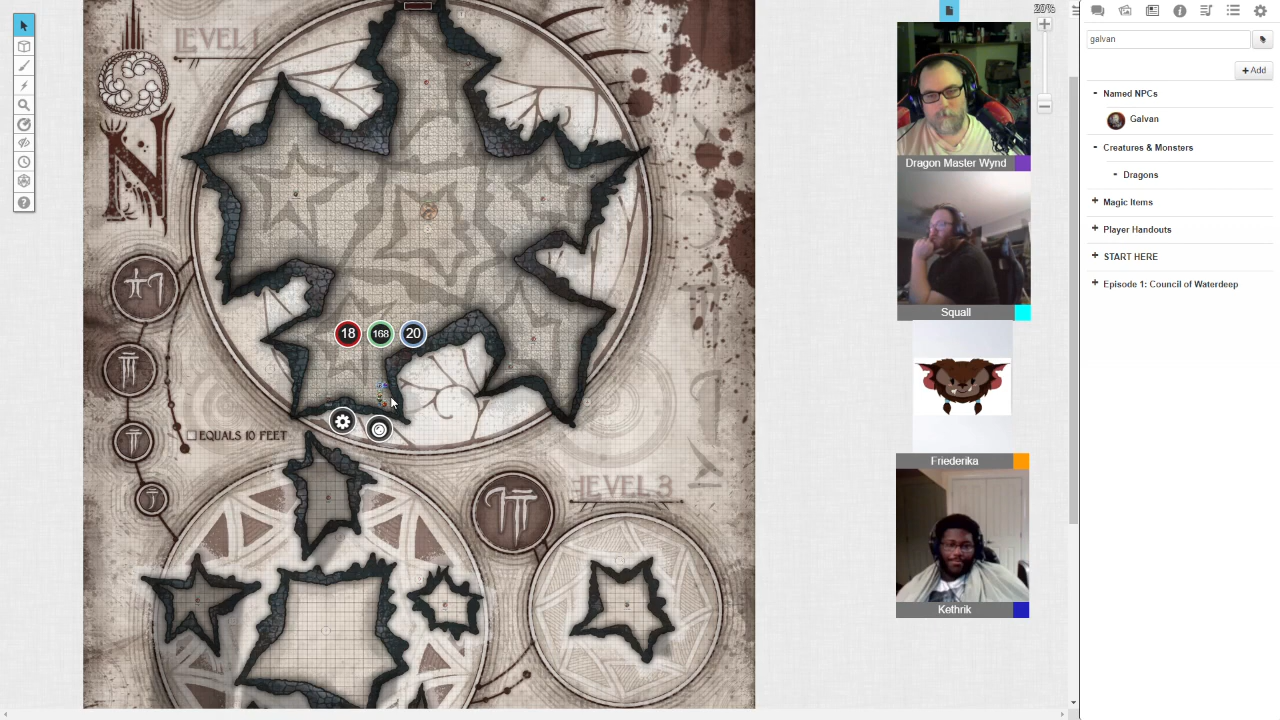 LEVEL
N
EQUALS 10 FEET
LEVEL 3
18
168
20
20%
Dragon Master Wynd
Squall
Friederika
Kethrik
galvan
+ Add
- Named NPCs
Galvan
- Creatures & Monsters
- Dragons
+ Magic Items
+ Player Handouts
+ START HERE
+ Episode 1: Council of Waterdeep